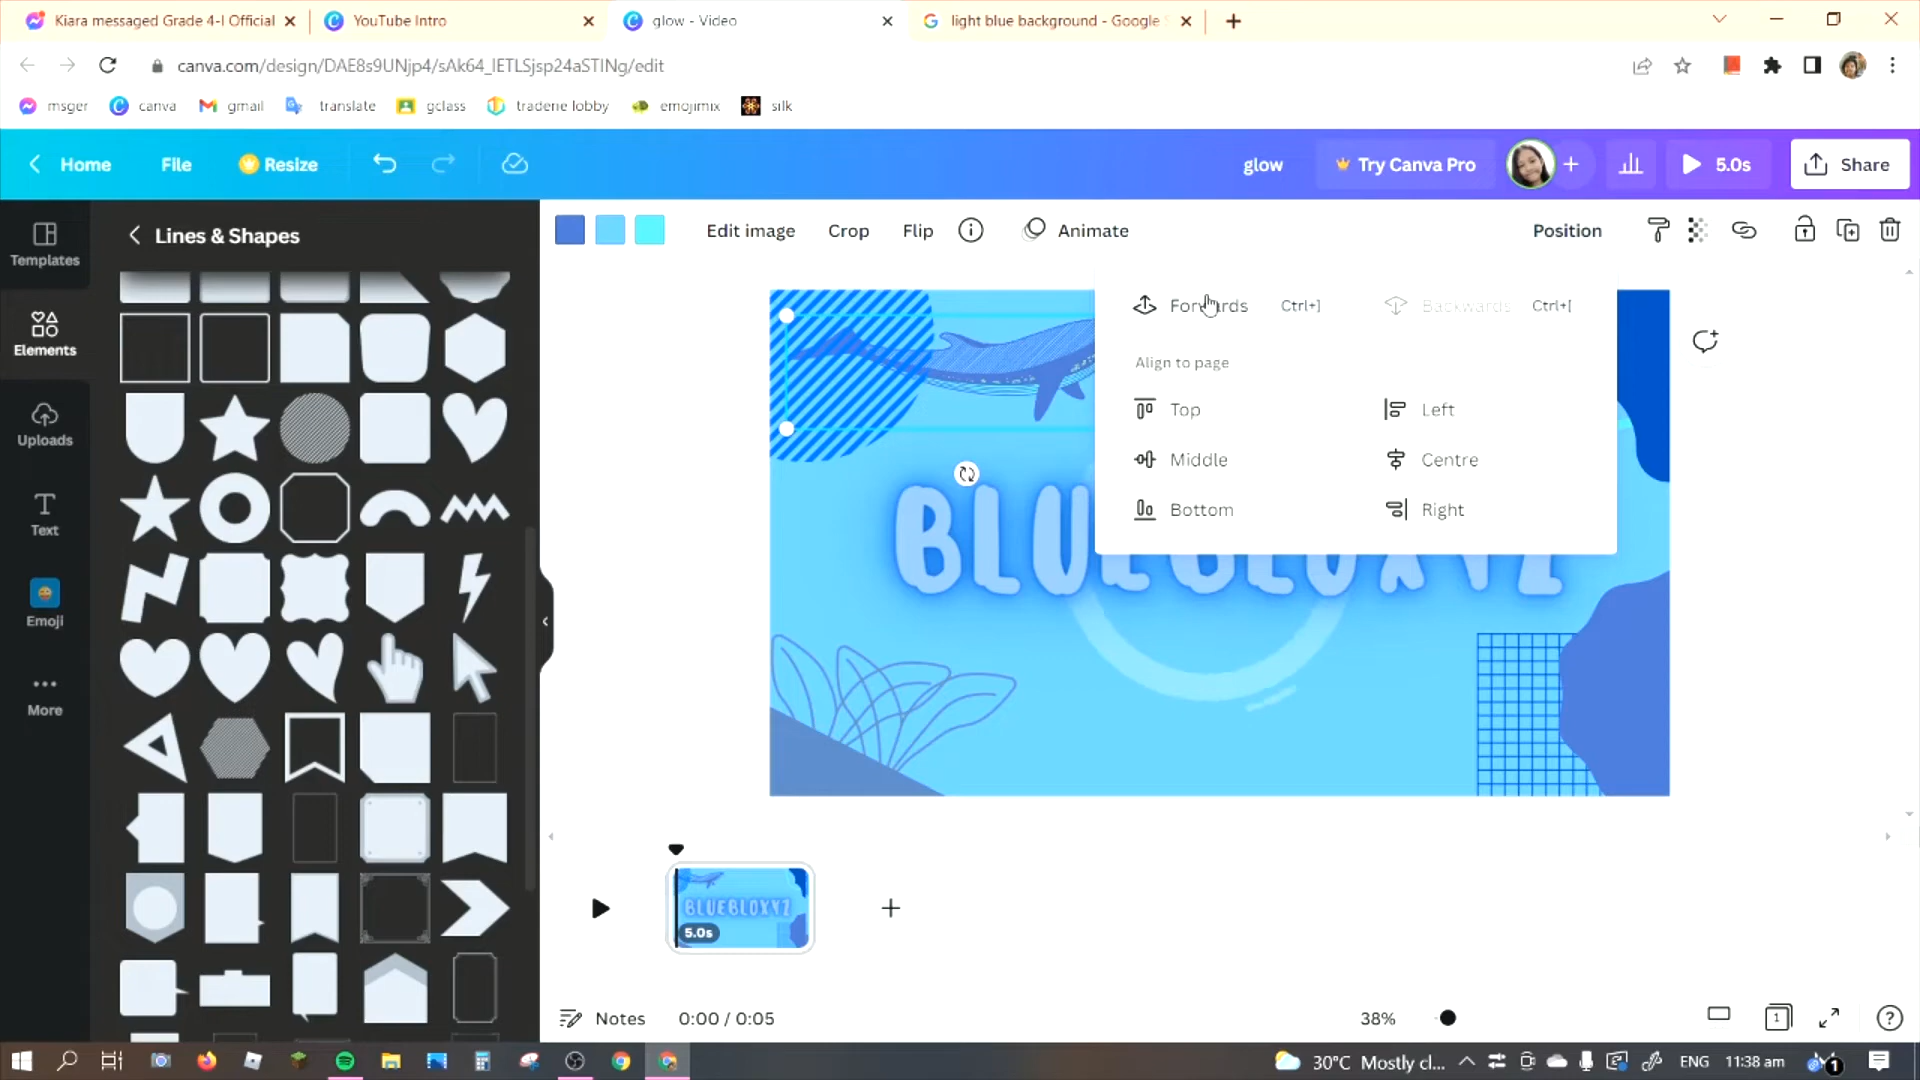 Kiara messaged Grade 4-I Official
YouTube Intro
glow - Video
light blue background - Google S
canva.com/design/DAE8s9UNjp4/sAk64_IETLSjsp24aSTINg/edit
msger
canva
gmail
translate
gclass
traderie lobby
emojimix
silk
Home
File
Resize
glow
Try Canva Pro
5.0s
Share
Templates
Elements
Uploads
Text
Emoji
More
Lines & Shapes
Edit image
Crop
Flip
Animate
Position
Forwards Ctrl+]
Backwards Ctrl+[
Align to page
Top
Left
Middle
Centre
Bottom
Right
BLUEBLOXYZ
BLUEBLOXYZ
5.0s
Notes
0:00 / 0:05
38%
1
30°C Mostly cl...
ENG
11:38 am
1